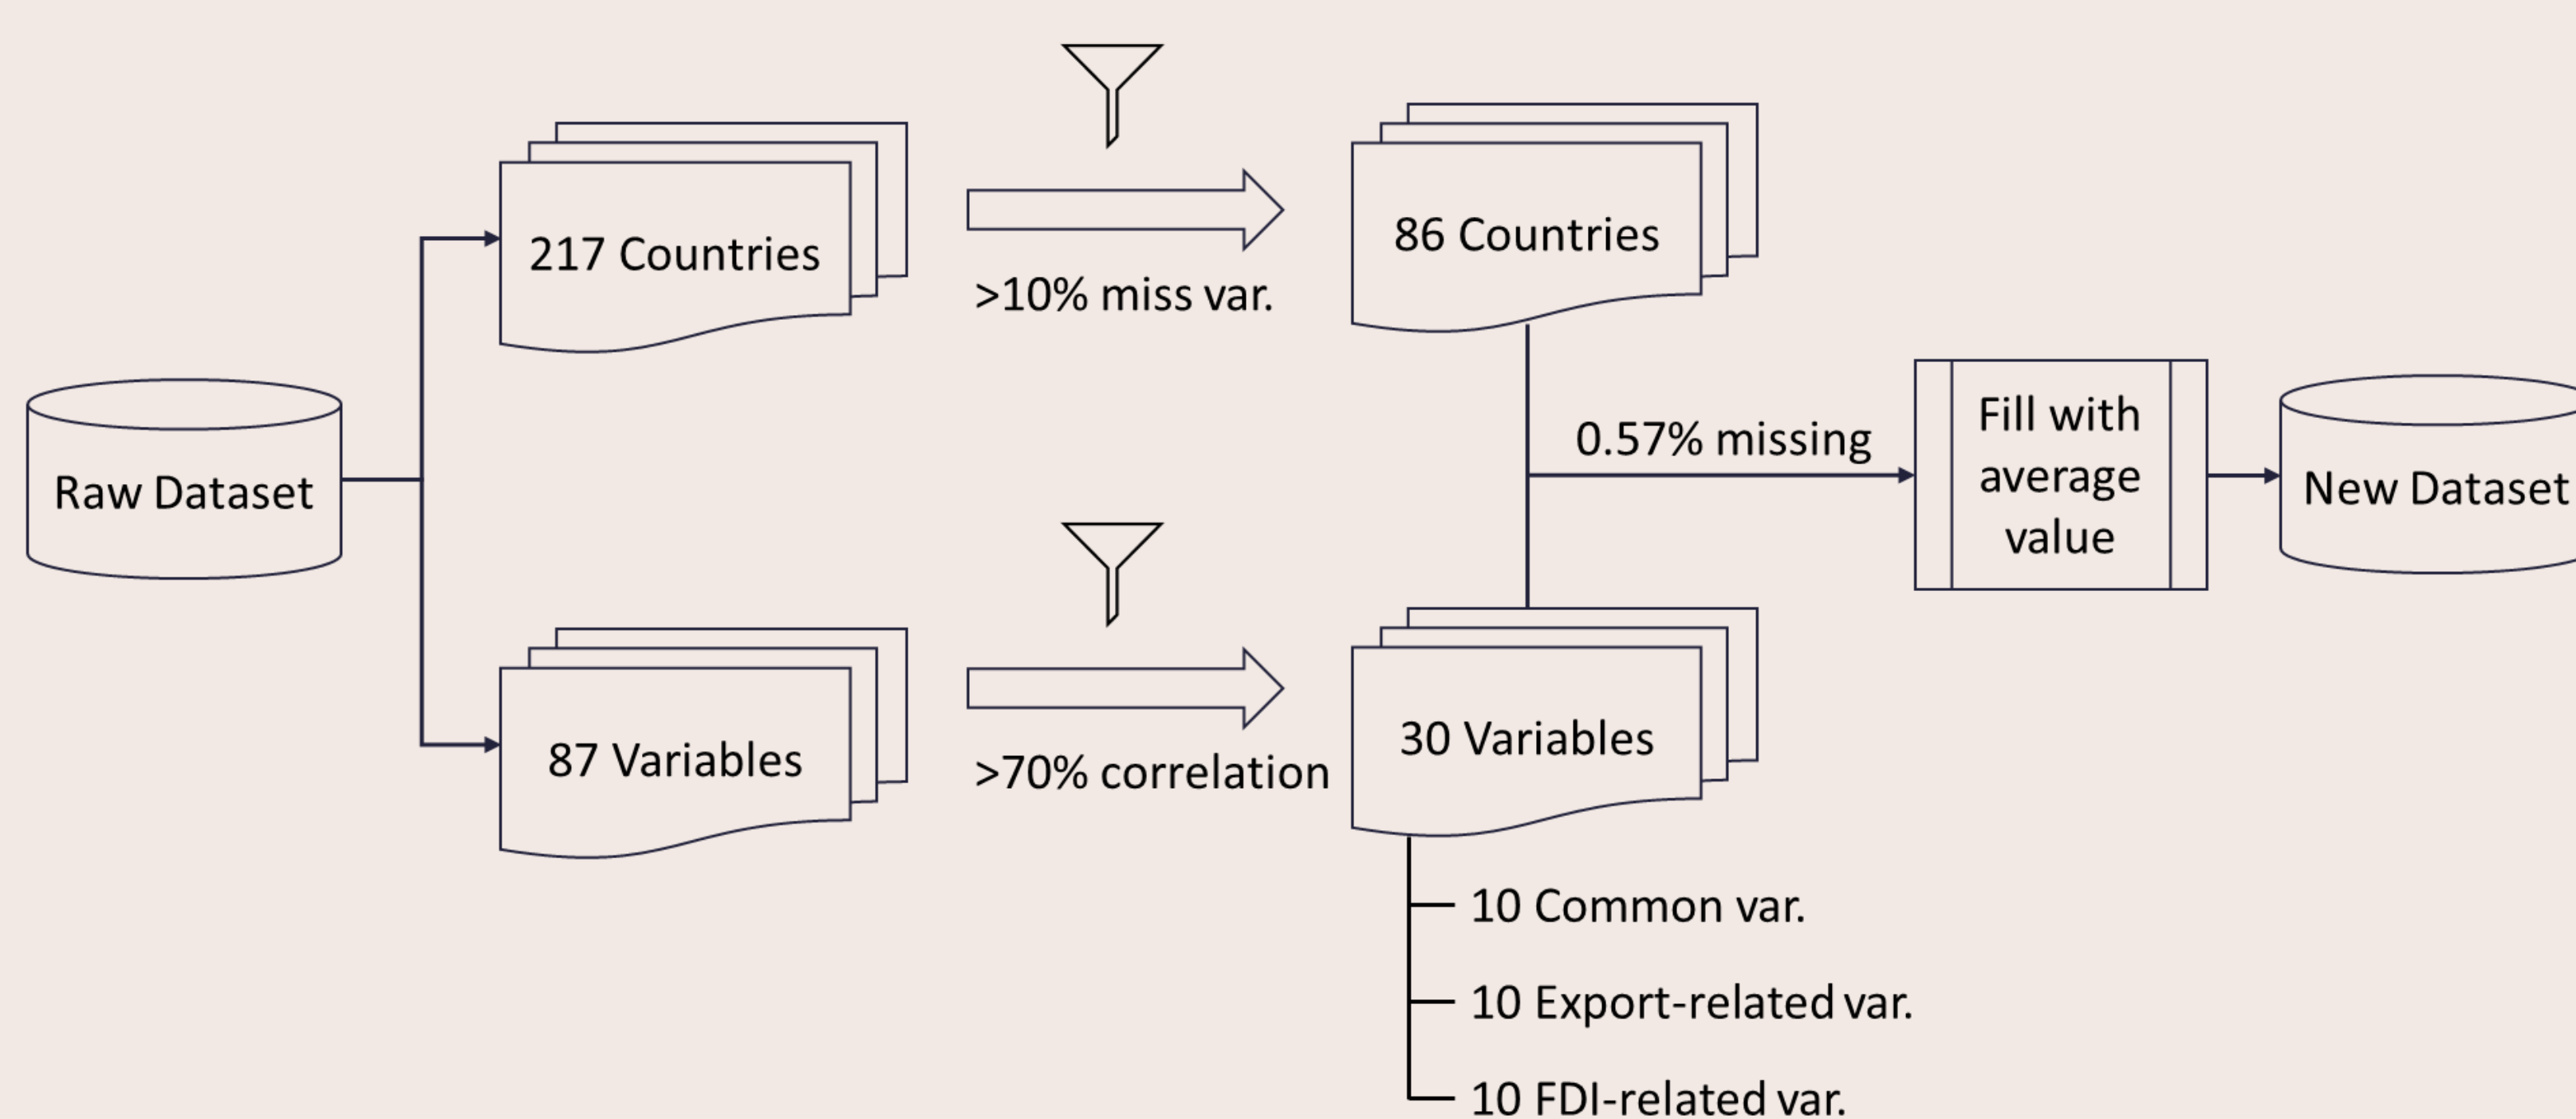 217 Countries
>10% miss var.
86 Countries
Raw Dataset
0.57% missing
Fill with
average
value
New Dataset
87 Variables
>70% correlation
30 Variables
10 Common var.
10 Export-related var.
10 FDI-related var.